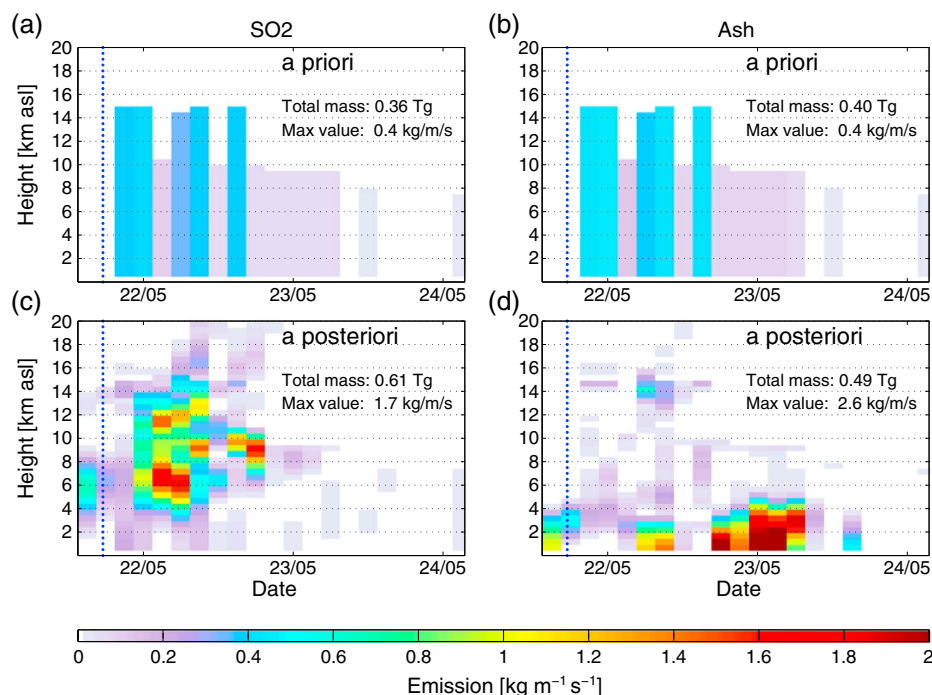 (a) SO2
(b) Ash
a priori
Total mass: 0.36 Tg
Max value: 0.4 kg/m/s
Height [km asl]
20
18
16
14
12
10
8
6
4
2
22/05 23/05 24/05
a priori
Total mass: 0.40 Tg
Max value: 0.4 kg/m/s
20
18
16
14
12
10
8
6
4
2
22/05 23/05 24/05
(c)
a posteriori
Total mass: 0.61 Tg
Max value: 1.7 kg/m/s
Height [km asl]
20
18
16
14
12
10
8
6
4
2
22/05 23/05 24/05
Date
(d)
a posteriori
Total mass: 0.49 Tg
Max value: 2.6 kg/m/s
20
18
16
14
12
10
8
6
4
2
22/05 23/05 24/05
Date
0 0.2 0.4 0.6 0.8 1 1.2 1.4 1.6 1.8 2
Emission [kg m⁻¹ s⁻¹]